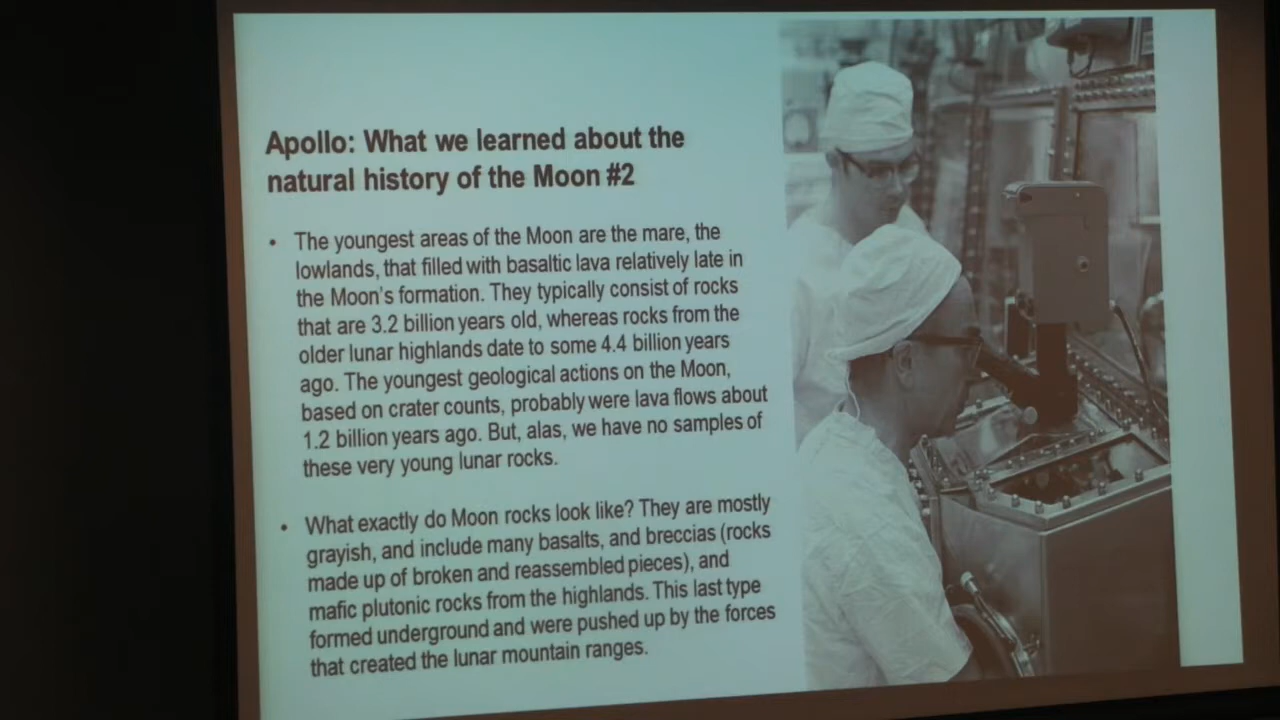 Apollo: What we learned about the
natural history of the Moon #2
• The youngest areas of the Moon are the mare, the
lowlands, that filled with basaltic lava relatively late in
the Moon's formation. They typically consist of rocks
that are 3.2 billion years old, whereas rocks from the
older lunar highlands date to some 4.4 billion years
ago. The youngest geological actions on the Moon,
based on crater counts, probably were lava flows about
1.2 billion years ago. But, alas, we have no samples of
these very young lunar rocks.
• What exactly do Moon rocks look like? They are mostly
grayish, and include many basalts, and breccias (rocks
made up of broken and reassembled pieces), and
mafic plutonic rocks from the highlands. This last type
formed underground and were pushed up by the forces
that created the lunar mountain ranges.